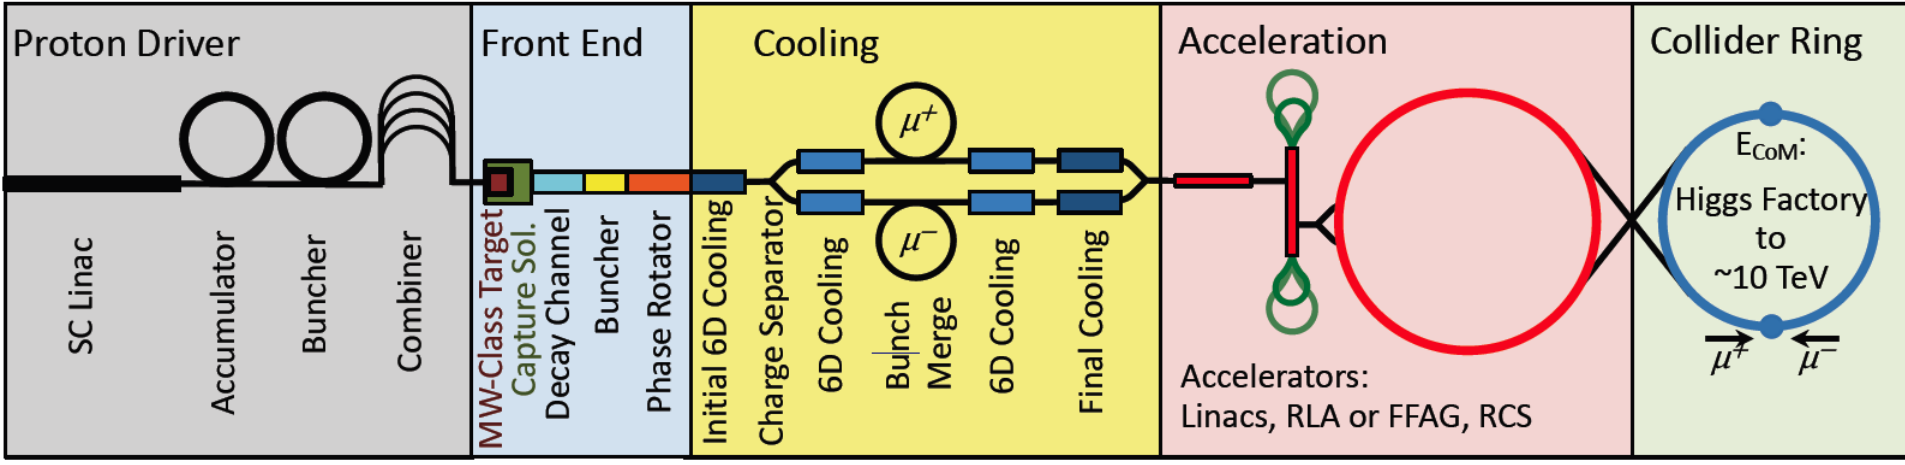 Proton Driver
SC Linac
Accumulator
Buncher
Combiner
Front End
MW-Class Target
Capture Sol.
Decay Channel
Buncher
Phase Rotator
Cooling
μ+
μ−
Initial 6D Cooling
Charge Separator
6D Cooling
Bunch
Merge
6D Cooling
Final Cooling
Acceleration
Accelerators:
Linacs, RLA or FFAG, RCS
Collider Ring
ECoM:
Higgs Factory
to
~10 TeV
μ+ μ−